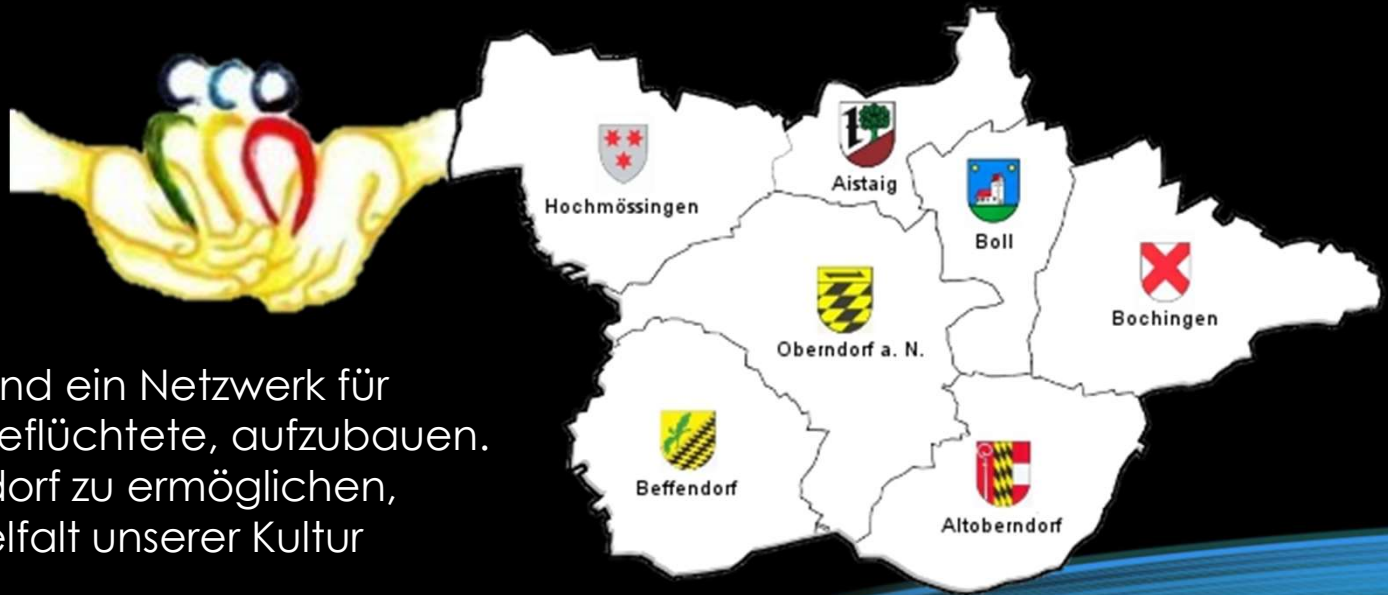 Hochmössingen
Aistaig
Boll
Bochingen
Oberndorf a. N.
Beffendorf
Altoberndorf
nd ein Netzwerk für
eflüchtete, aufzubauen.
dorf zu ermöglichen,
elfalt unserer Kultur